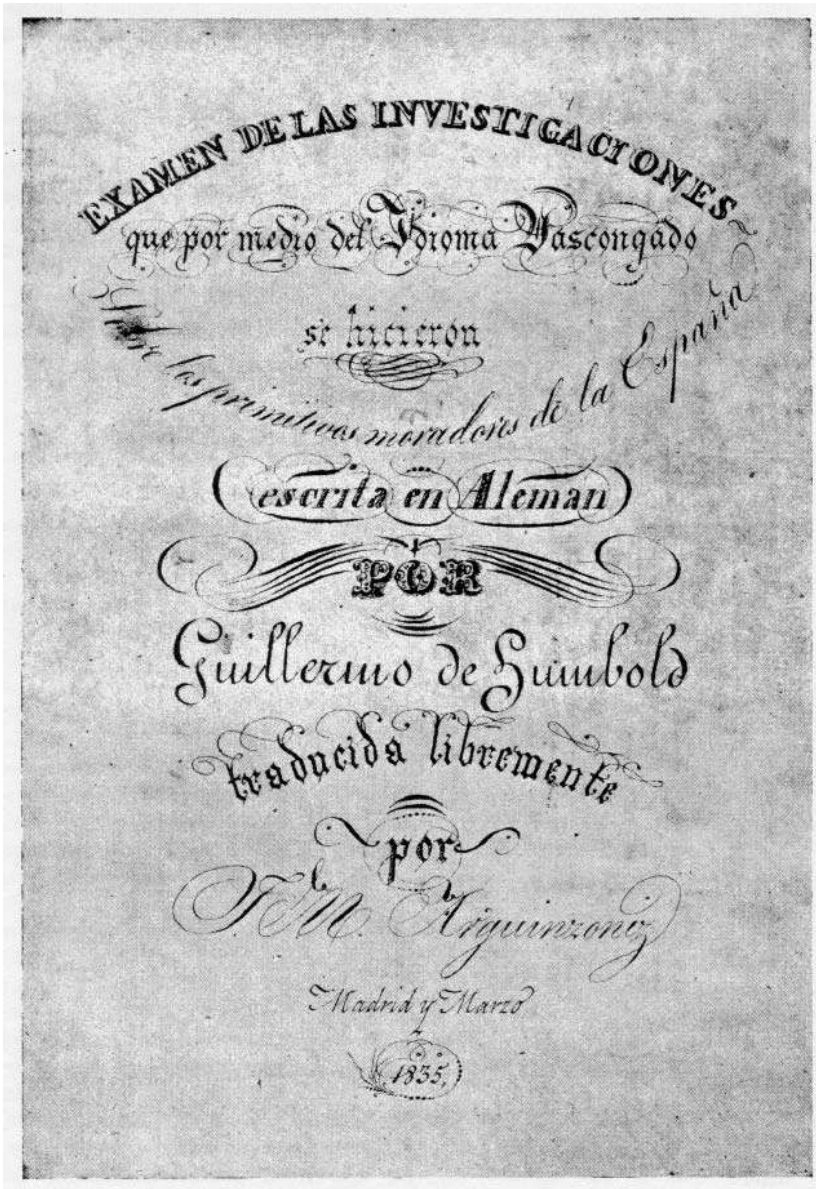 EXAMEN DE LAS INVESTIGACIONES
que por medio del Idioma Vascongado
se hicieron
Sobre los primitivos moradores de la España
escrita en Aleman
POR
Guillermo de Humbold
traducida libremente
por
F. M. Arguinzoniz
Madrid y Marzo
1835,